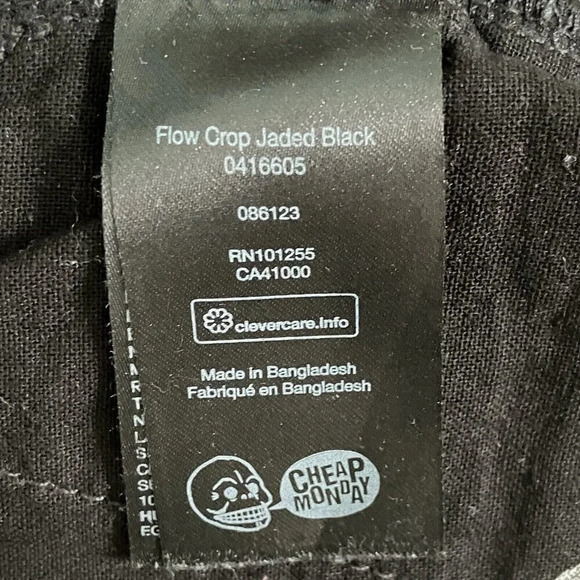 Flow Crop Jaded Black
0416605
086123
RN101255
CA41000
clevercare.info
Made in Bangladesh
Fabriqué en Bangladesh
CHEAP
MONDAY